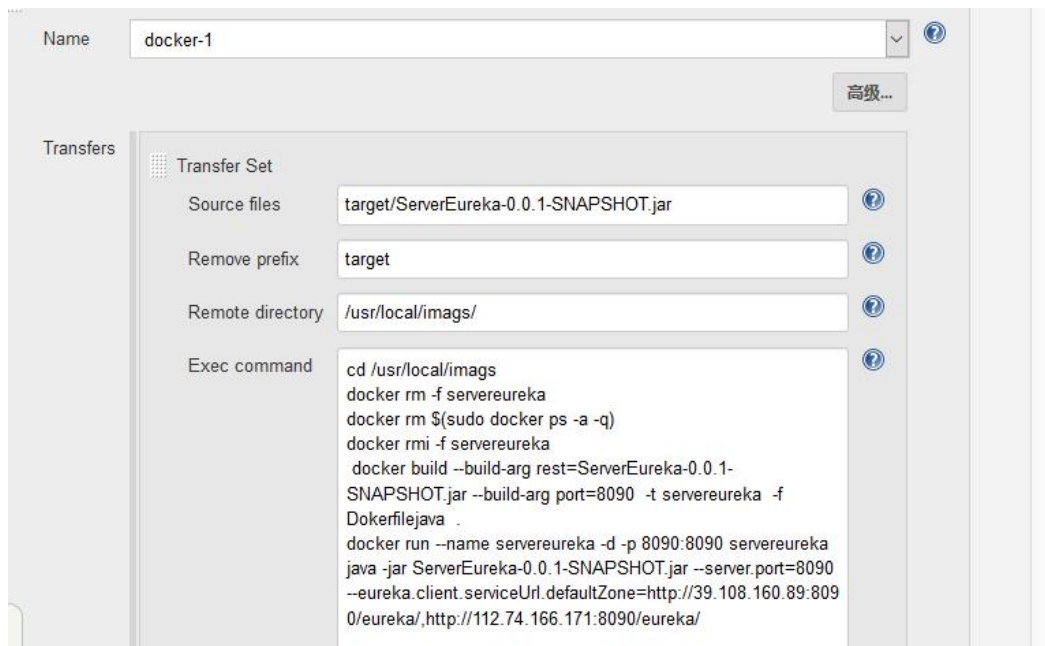 Name docker-1
高级...
Transfers
Transfer Set
Source files target/ServerEureka-0.0.1-SNAPSHOT.jar
Remove prefix target
Remote directory /usr/local/imags/
Exec command cd /usr/local/imags
docker rm -f servereureka
docker rm $(sudo docker ps -a -q)
docker rmi -f servereureka
docker build --build-arg rest=ServerEureka-0.0.1-
SNAPSHOT.jar --build-arg port=8090 -t servereureka -f
Dokerfilejava .
docker run --name servereureka -d -p 8090:8090 servereureka
java -jar ServerEureka-0.0.1-SNAPSHOT.jar --server.port=8090
--eureka.client.serviceUrl.defaultZone=http://39.108.160.89:809
0/eureka/,http://112.74.166.171:8090/eureka/